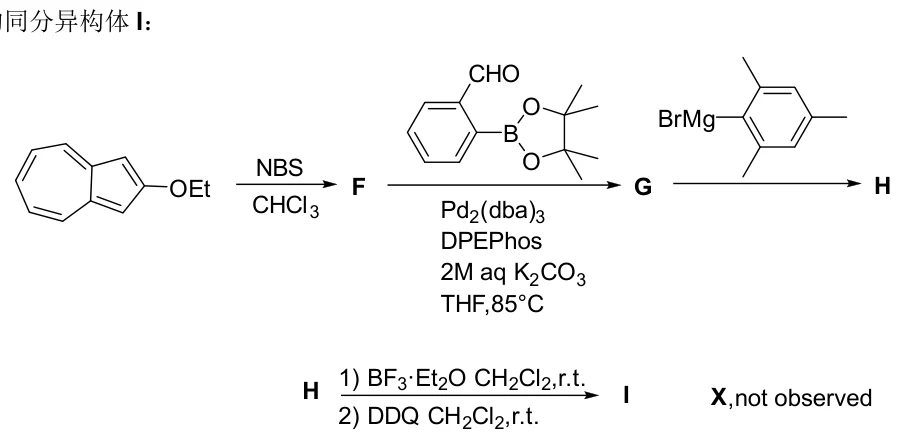 同分异构体 I:
CHO
O
B
O
BrMg
NBS
CHCl3
OEt
F
G
H
Pd2(dba)3
DPEPhos
2M aq K2CO3
THF,85°C
H
1) BF3·Et2O CH2Cl2,r.t.
2) DDQ CH2Cl2,r.t.
I
X,not observed